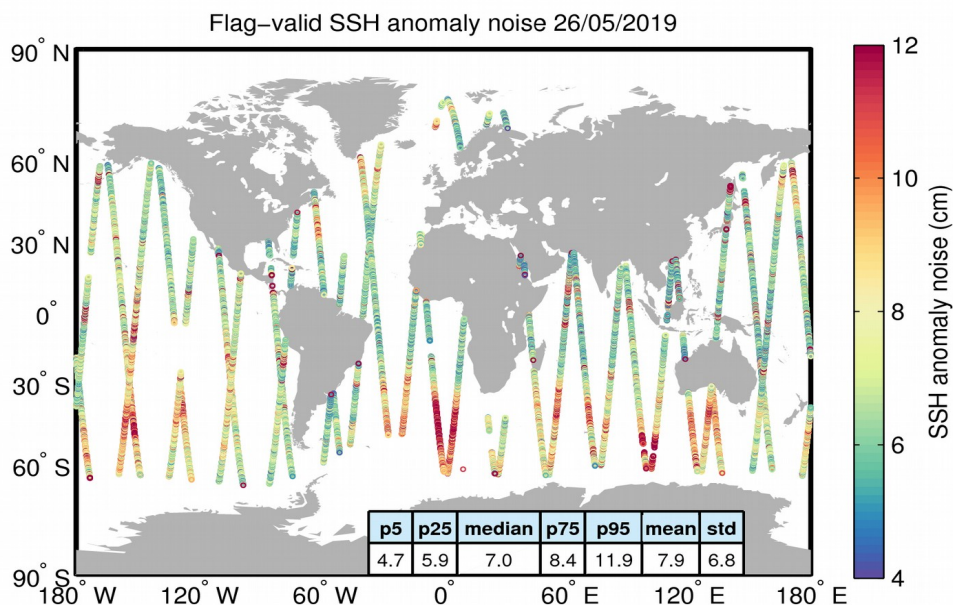 Flag−valid SSH anomaly noise 26/05/2019
90° N
60° N
30° N
0°
30° S
60° S
90° S
180° W 120° W 60° W 0° 60° E 120° E 180° E
p5 p25 median p75 p95 mean std
4.7 5.9 7.0 8.4 11.9 7.9 6.8
12
10
8
6
4
SSH anomaly noise (cm)